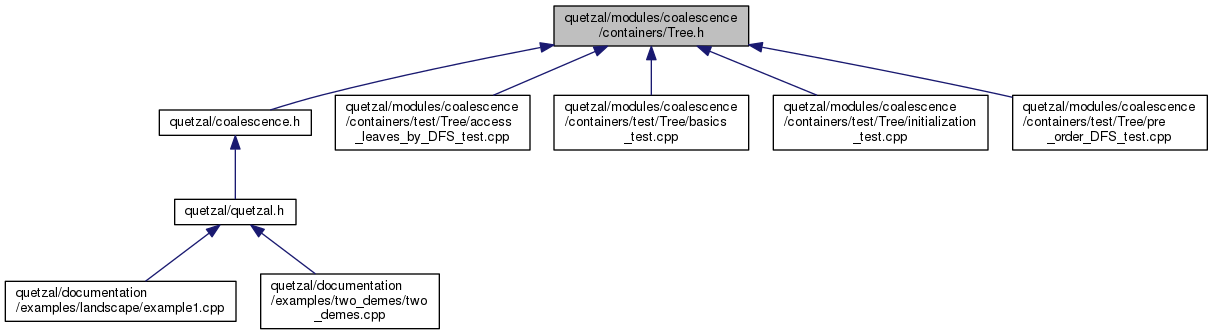 quetzal/modules/coalescence
/containers/Tree.h
quetzal/coalescence.h
quetzal/modules/coalescence
/containers/test/Tree/access
_leaves_by_DFS_test.cpp
quetzal/modules/coalescence
/containers/test/Tree/basics
_test.cpp
quetzal/modules/coalescence
/containers/test/Tree/initialization
_test.cpp
quetzal/modules/coalescence
/containers/test/Tree/pre
_order_DFS_test.cpp
quetzal/quetzal.h
quetzal/documentation
/examples/landscape/example1.cpp
quetzal/documentation
/examples/two_demes/two
_demes.cpp